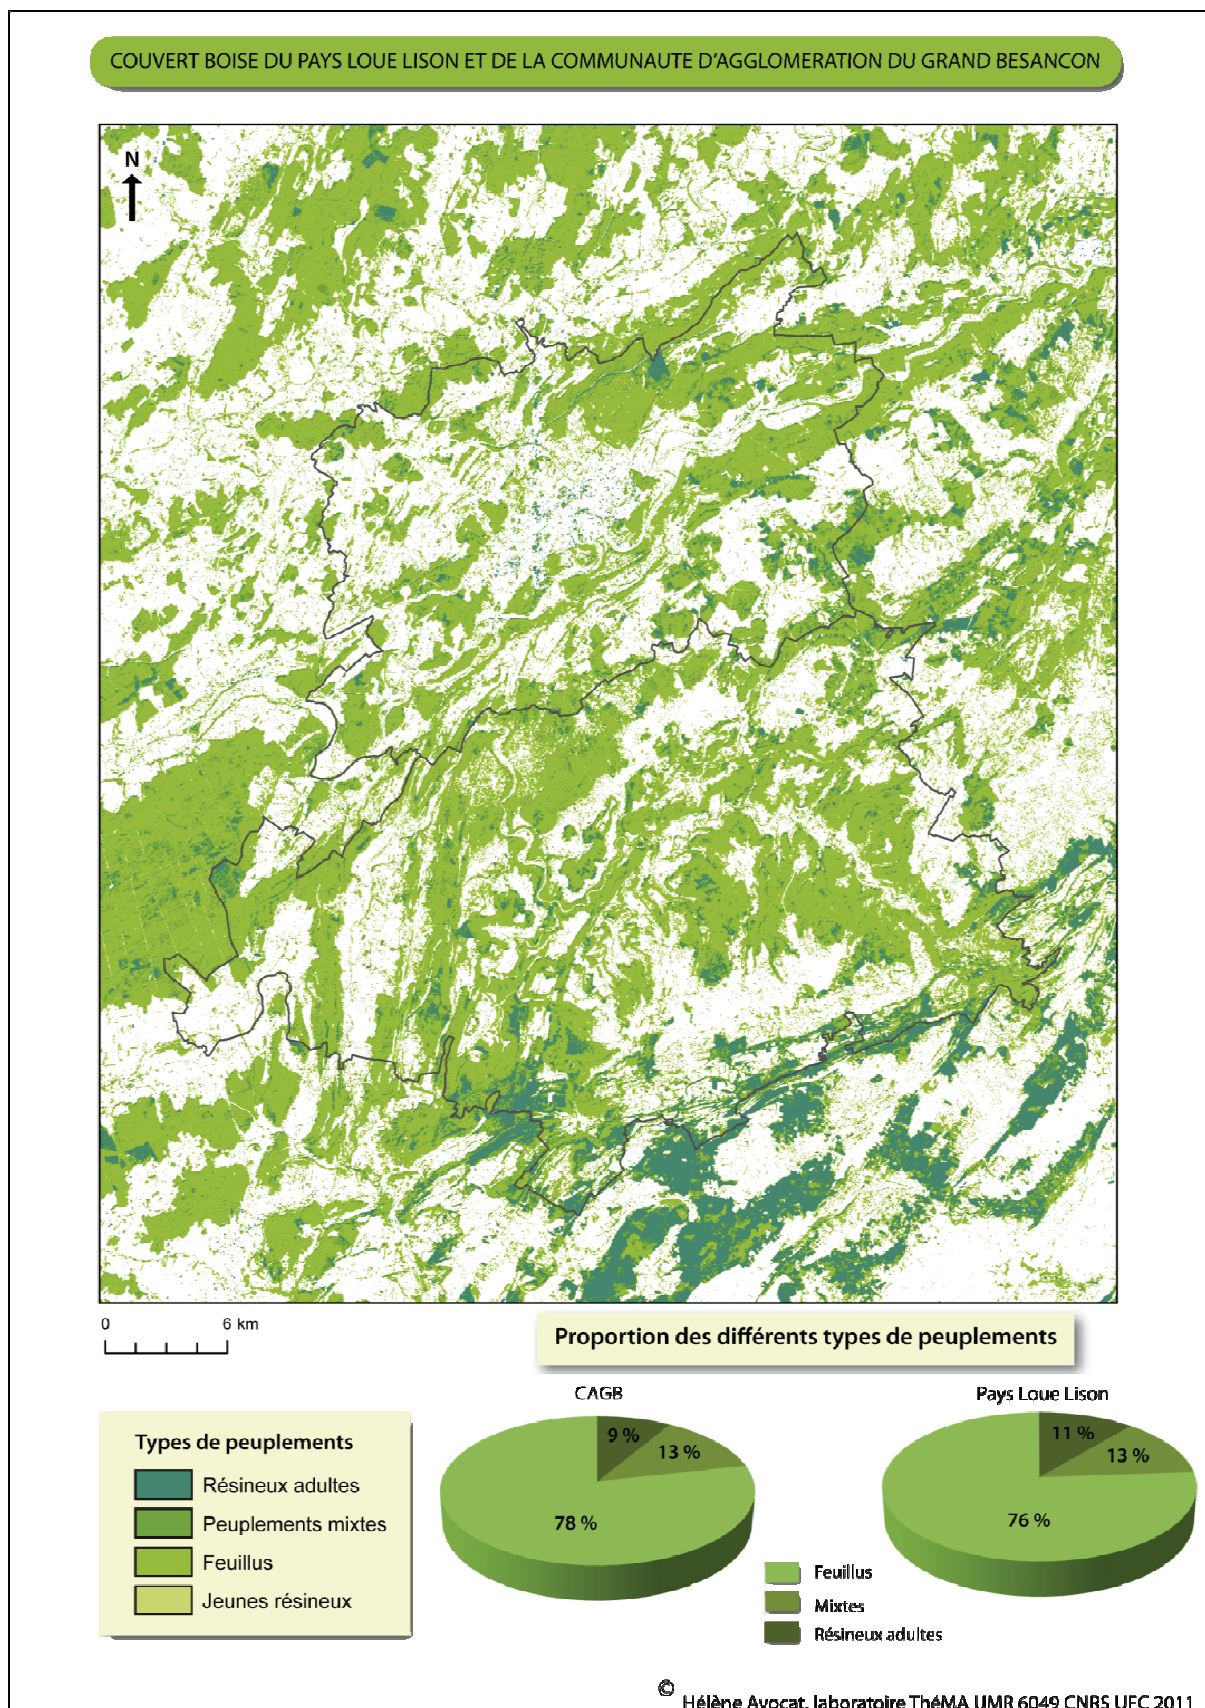 COUVERT BOISE DU PAYS LOUE LISON ET DE LA COMMUNAUTE D'AGGLOMERATION DU GRAND BESANCON
N
0 6 km
Proportion des différents types de peuplements
CAGB
Pays Loue Lison
Types de peuplements
Résineux adultes
Peuplements mixtes
Feuillus
Jeunes résineux
9 %
13 %
78 %
11 %
13 %
76 %
Feuillus
Mixtes
Résineux adultes
© Hélène Avocat, laboratoire ThéMA UMR 6049 CNRS UFC 2011